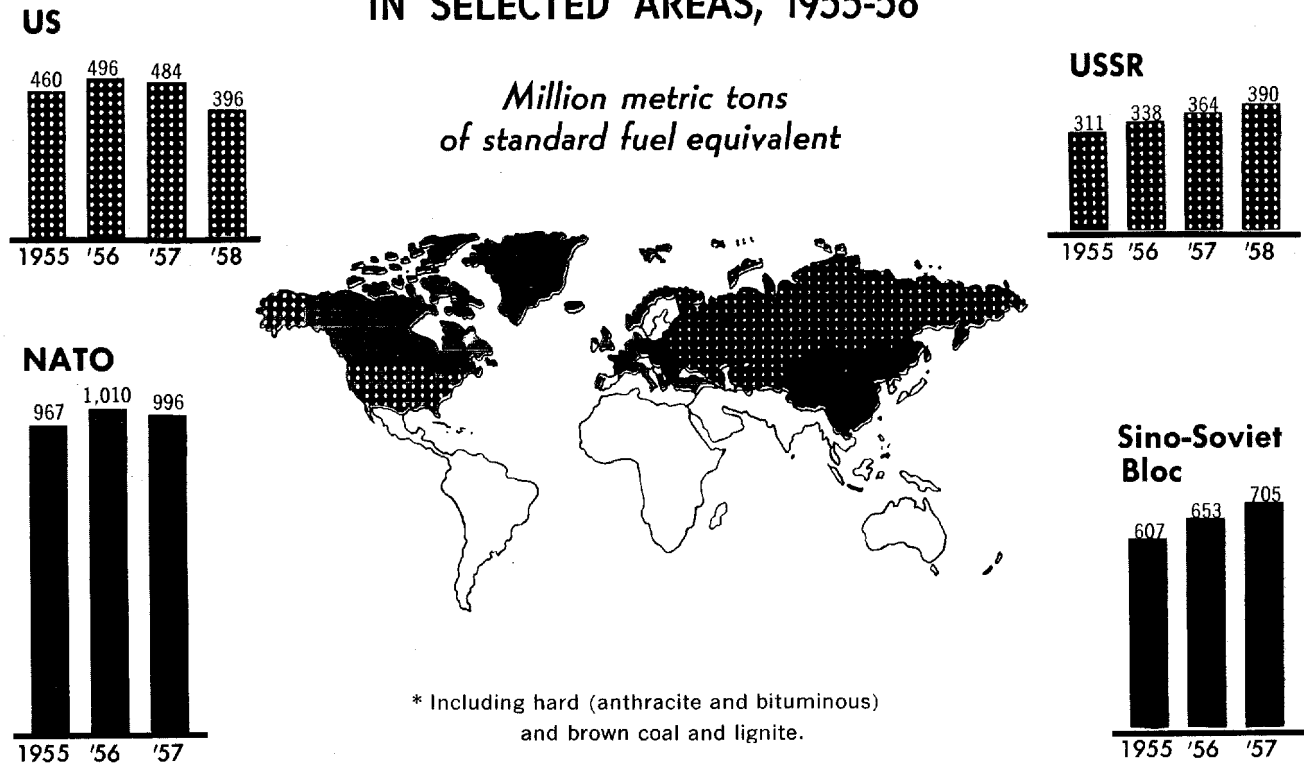 IN SELECTED AREAS, 1955-58
Million metric tons
of standard fuel equivalent
US
460 496 484 396
1955 '56 '57 '58
USSR
311 338 364 390
1955 '56 '57 '58
NATO
967 1,010 996
1955 '56 '57
Sino-Soviet
Bloc
607 653 705
1955 '56 '57
* Including hard (anthracite and bituminous)
and brown coal and lignite.